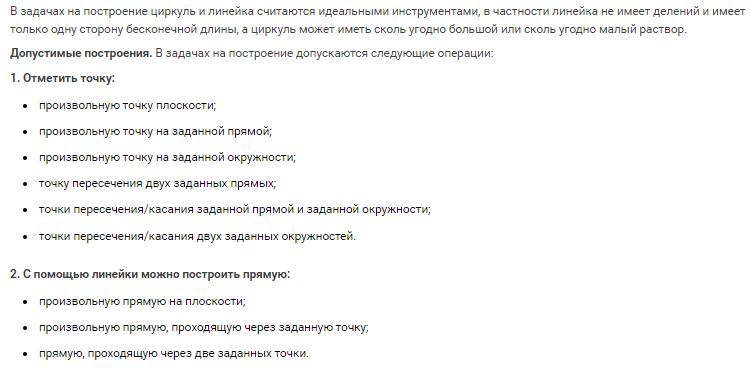 В задачах на построение циркуль и линейка считаются идеальными инструментами, в частности линейка не имеет делений и имеет
только одну сторону бесконечной длины, а циркуль может иметь сколь угодно большой или сколь угодно малый раствор.
Допустимые построения. В задачах на построение допускаются следующие операции:
1. Отметить точку:
• произвольную точку плоскости;
• произвольную точку на заданной прямой;
• произвольную точку на заданной окружности;
• точку пересечения двух заданных прямых;
• точки пересечения/касания заданной прямой и заданной окружности;
• точки пересечения/касания двух заданных окружностей.
2. С помощью линейки можно построить прямую:
• произвольную прямую на плоскости;
• произвольную прямую, проходящую через заданную точку;
• прямую, проходящую через две заданных точки.